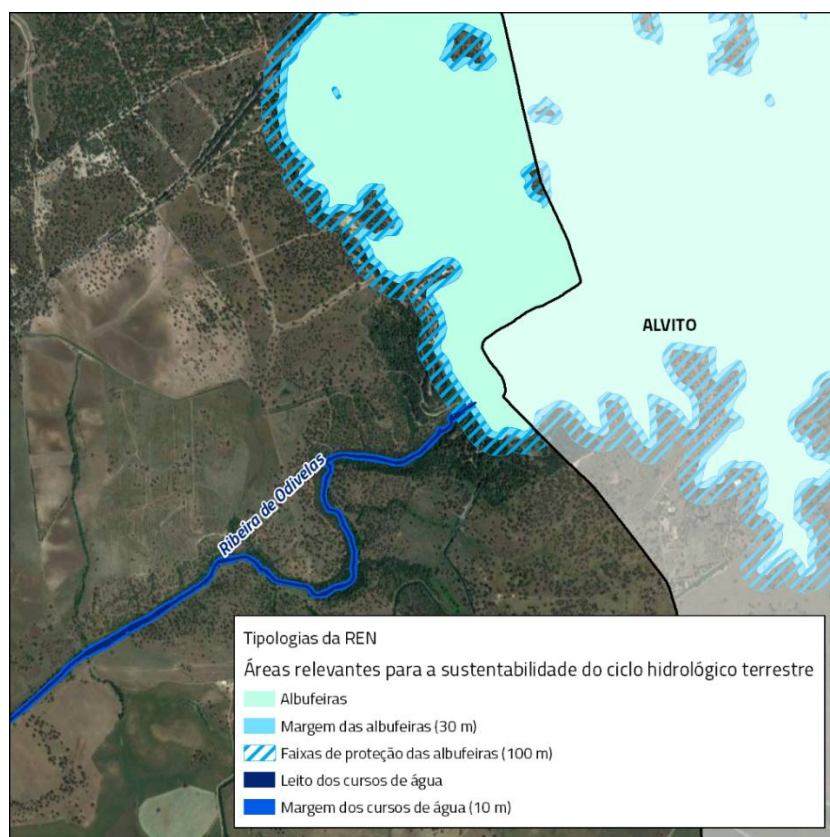 ALVITO
Ribeira de Odivelas
Tipologias da REN
Áreas relevantes para a sustentabilidade do ciclo hidrológico terrestre
Albufeiras
Margem das albufeiras (30 m)
Faixas de proteção das albufeiras (100 m)
Leito dos cursos de água
Margem dos cursos de água (10 m)